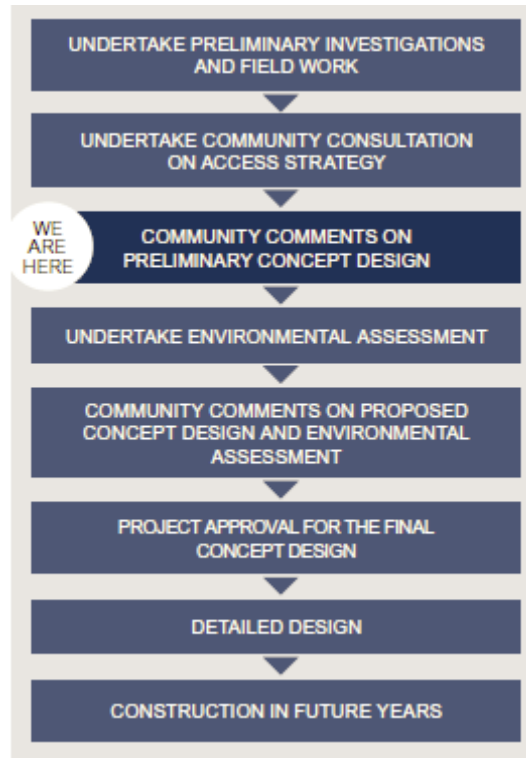 UNDERTAKE PRELIMINARY INVESTIGATIONS
AND FIELD WORK
UNDERTAKE COMMUNITY CONSULTATION
ON ACCESS STRATEGY
WE
ARE
HERE
COMMUNITY COMMENTS ON
PRELIMINARY CONCEPT DESIGN
UNDERTAKE ENVIRONMENTAL ASSESSMENT
COMMUNITY COMMENTS ON PROPOSED
CONCEPT DESIGN AND ENVIRONMENTAL
ASSESSMENT
PROJECT APPROVAL FOR THE FINAL
CONCEPT DESIGN
DETAILED DESIGN
CONSTRUCTION IN FUTURE YEARS